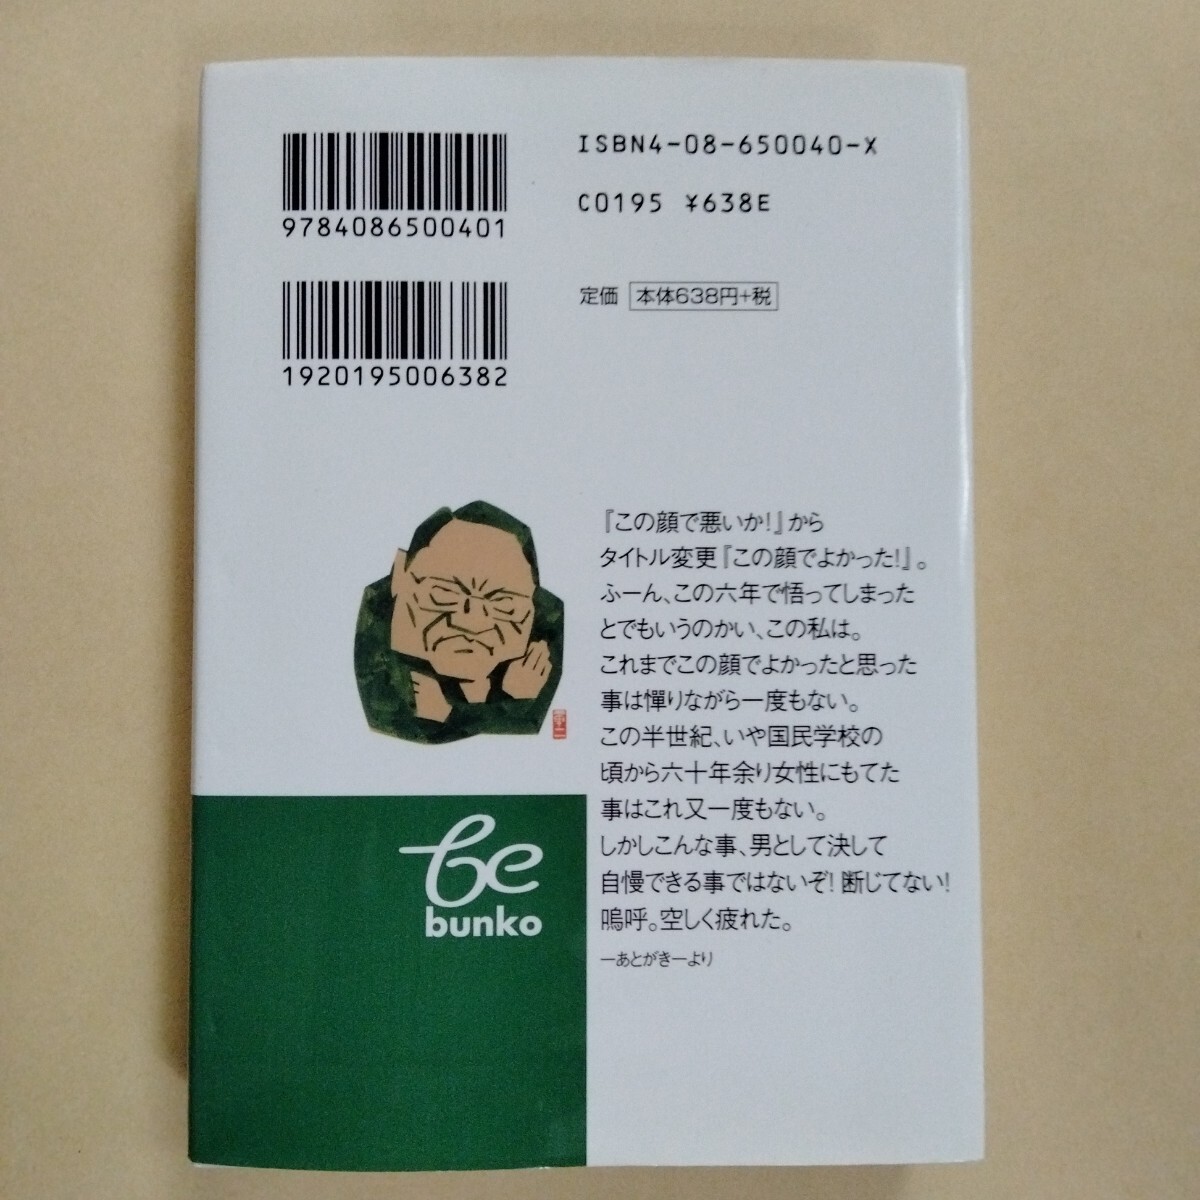 ISBN4-08-650040-X
9784086500401
C0195 ¥638E
定価 本体638円+税
1920195006382
『この顔で悪いか!』から
タイトル変更『この顔でよかった!』。
ふーん、この六年で悟ってしまった
とでもいうのかい、この私は。
これまでこの顔でよかったと思った
事は憚りながら一度もない。
この半世紀、いや国民学校の
頃から六十年余り女性にもてた
事はこれ又一度もない。
しかしこんな事、男として決して
自慢できる事ではないぞ!断じてない!
嗚呼。空しく疲れた。
―あとがき―より
be
bunko